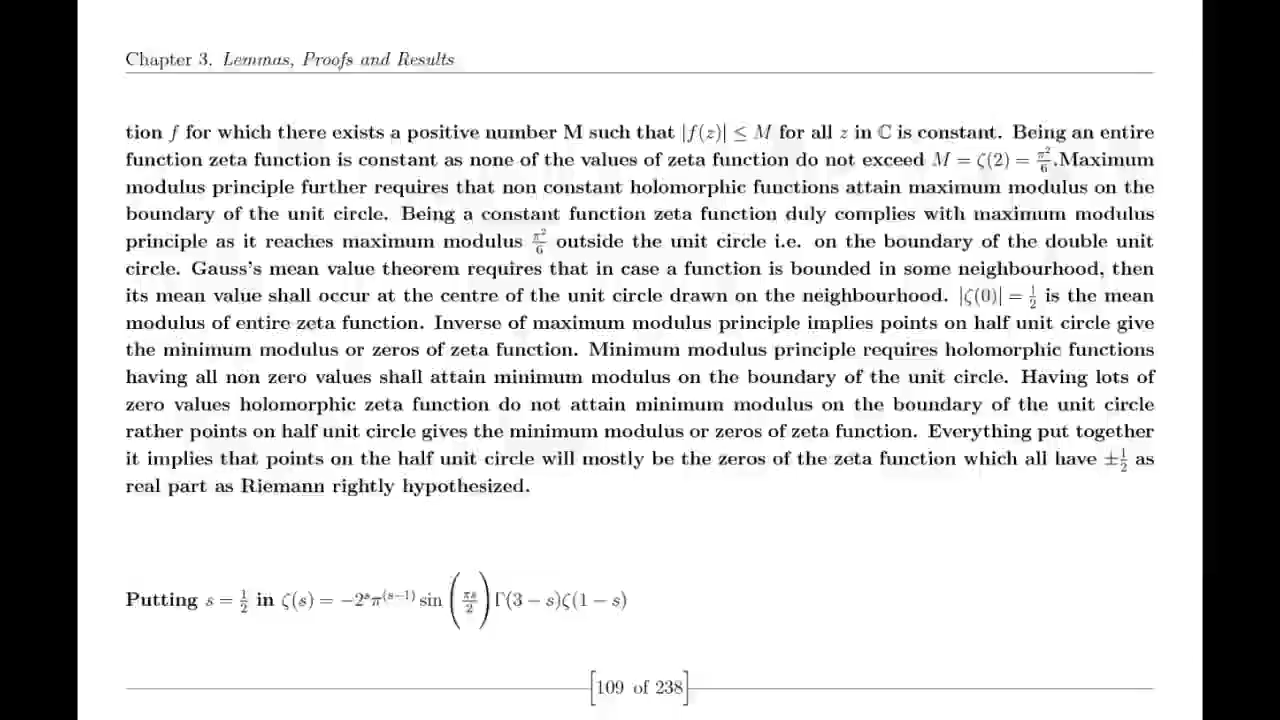 Chapter 3. Lemmas, Proofs and Results
tion f for which there exists a positive number M such that |f(z)| ≤ M for all z in ℂ is constant. Being an entire
function zeta function is constant as none of the values of zeta function do not exceed M = ζ(2) = π²/6.Maximum
modulus principle further requires that non constant holomorphic functions attain maximum modulus on the
boundary of the unit circle. Being a constant function zeta function duly complies with maximum modulus
principle as it reaches maximum modulus π²/6 outside the unit circle i.e. on the boundary of the double unit
circle. Gauss's mean value theorem requires that in case a function is bounded in some neighbourhood, then
its mean value shall occur at the centre of the unit circle drawn on the neighbourhood. |ζ(0)| = 1/2 is the mean
modulus of entire zeta function. Inverse of maximum modulus principle implies points on half unit circle give
the minimum modulus or zeros of zeta function. Minimum modulus principle requires holomorphic functions
having all non zero values shall attain minimum modulus on the boundary of the unit circle. Having lots of
zero values holomorphic zeta function do not attain minimum modulus on the boundary of the unit circle
rather points on half unit circle gives the minimum modulus or zeros of zeta function. Everything put together
it implies that points on the half unit circle will mostly be the zeros of the zeta function which all have ±1/2 as
real part as Riemann rightly hypothesized.
Putting s = 1/2 in ζ(s) = −2^s π^(s−1) sin(πs/2) Γ(3 − s)ζ(1 − s)
[109 of 238]